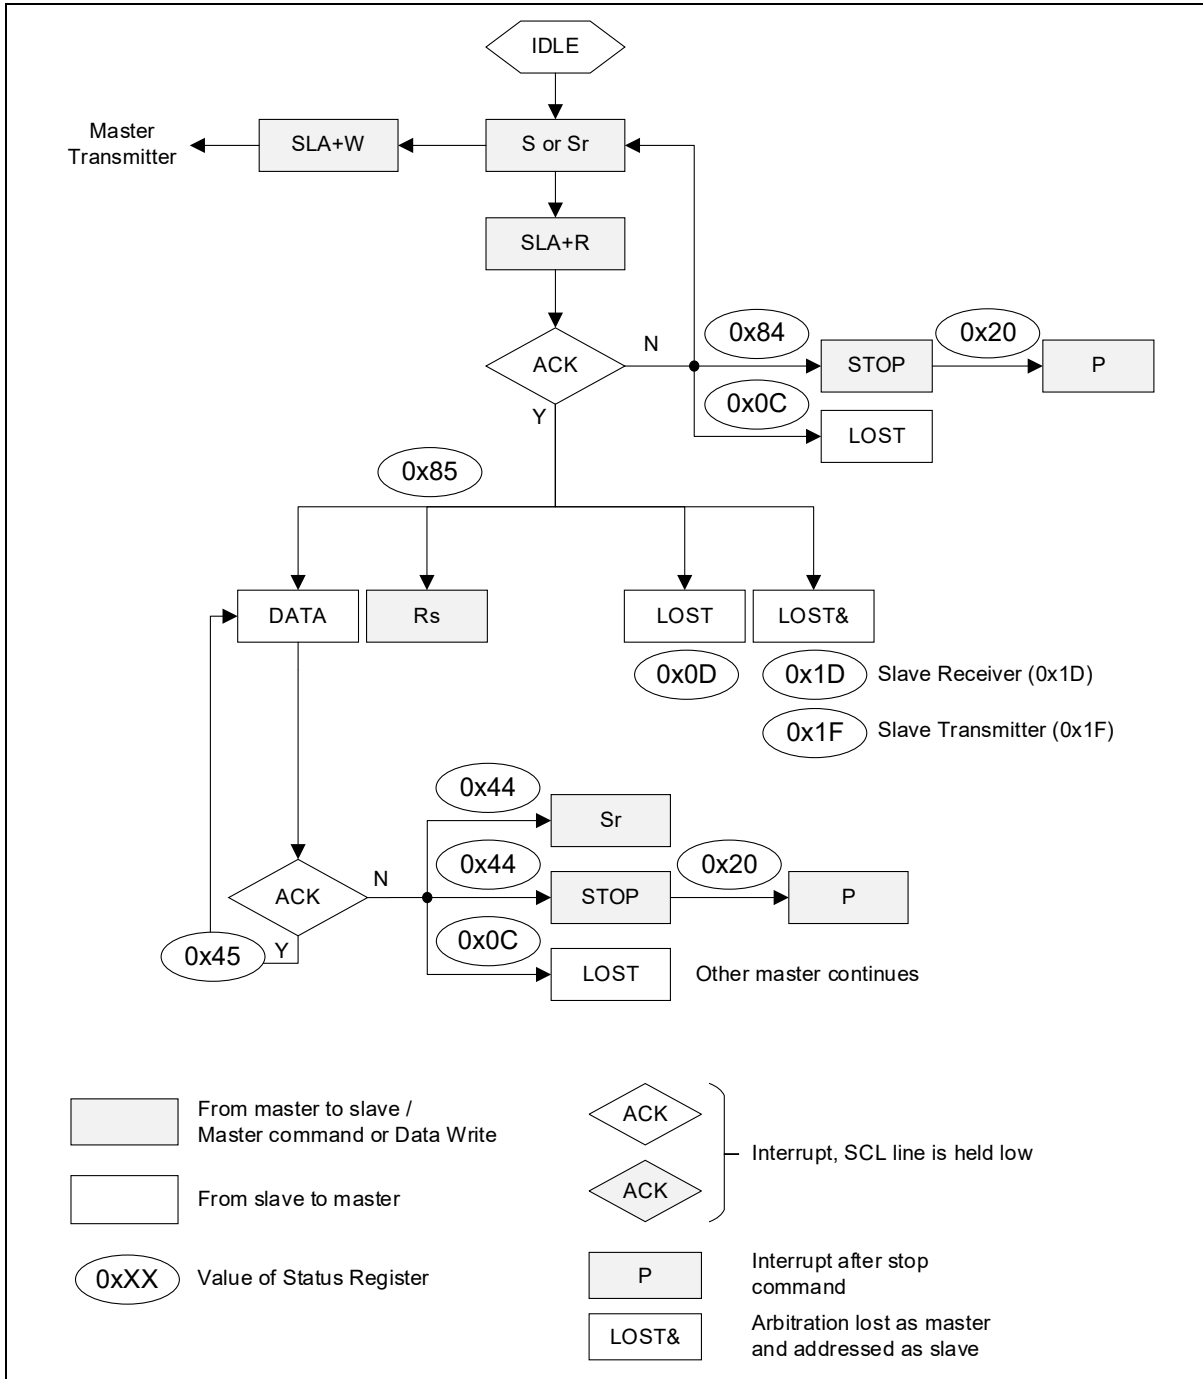 IDLE
Master
Transmitter
SLA+W
S or Sr
SLA+R
ACK
N
Y
0x84
STOP
0x20
P
0x0C
LOST
0x85
DATA
Rs
LOST
LOST&
0x0D
0x1D
Slave Receiver (0x1D)
0x1F
Slave Transmitter (0x1F)
0x44
Sr
ACK
N
0x44
STOP
0x20
P
0x45
Y
0x0C
LOST
Other master continues
From master to slave /
Master command or Data Write
From slave to master
0xXX
Value of Status Register
ACK
ACK
Interrupt, SCL line is held low
P
Interrupt after stop
command
LOST&
Arbitration lost as master
and addressed as slave